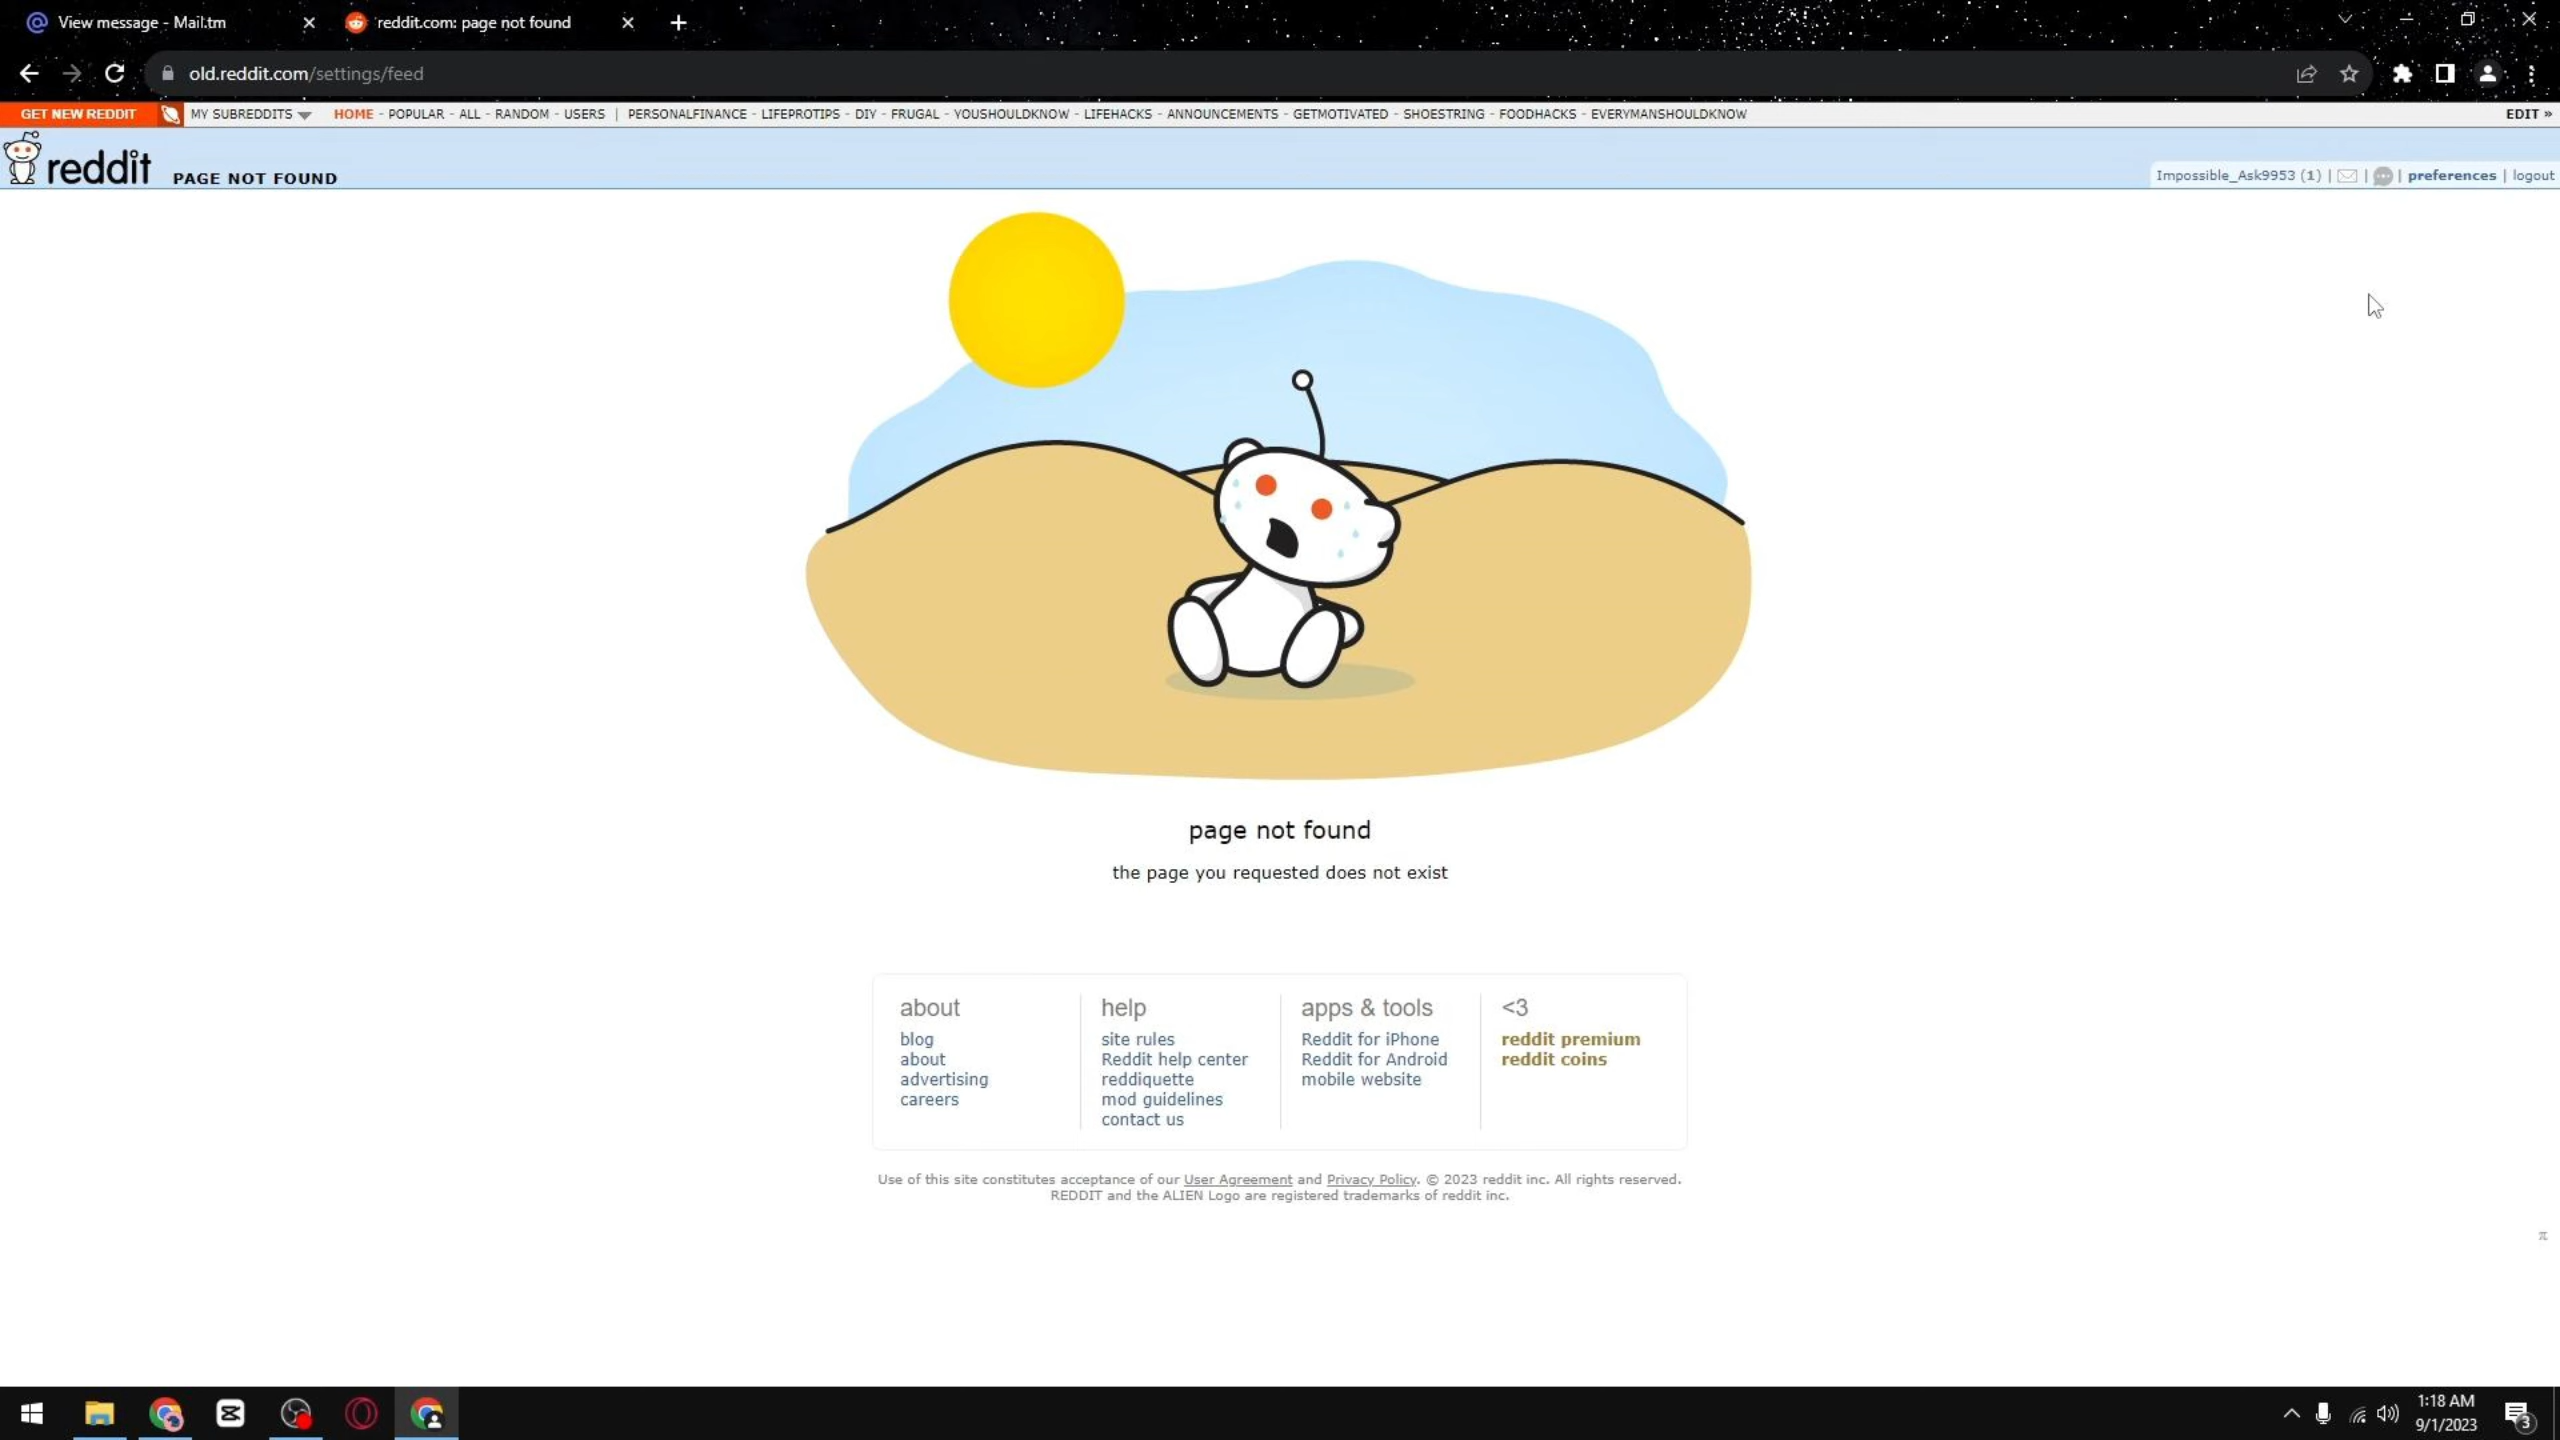 View message - Mail.tm
reddit.com: page not found
old.reddit.com/settings/feed
GET NEW REDDIT MY SUBREDDITS HOME - POPULAR - ALL - RANDOM - USERS | PERSONALFINANCE - LIFEPROTIPS - DIY - FRUGAL - YOUSHOULDKNOW - LIFEHACKS - ANNOUNCEMENTS - GETMOTIVATED - SHOESTRING - FOODHACKS - EVERYMANSHOULDKNOW EDIT »
reddit PAGE NOT FOUND
Impossible_Ask9953 (1) | | | preferences | logout
page not found
the page you requested does not exist
about
blog
about
advertising
careers
help
site rules
Reddit help center
reddiquette
mod guidelines
contact us
apps & tools
Reddit for iPhone
Reddit for Android
mobile website
<3
reddit premium
reddit coins
Use of this site constitutes acceptance of our User Agreement and Privacy Policy. © 2023 reddit inc. All rights reserved.
REDDIT and the ALIEN Logo are registered trademarks of reddit inc.
π
1:18 AM
9/1/2023
3